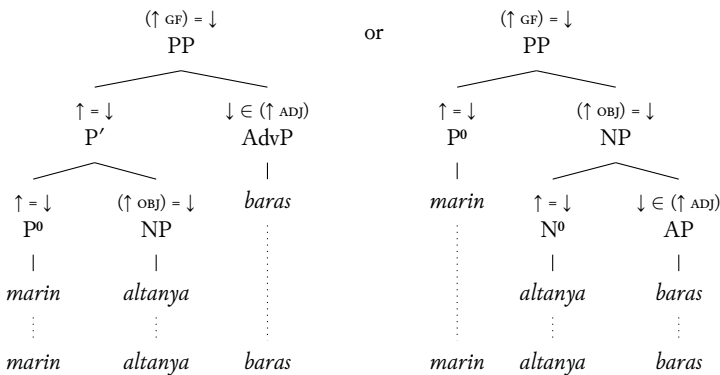 (↑ GF) = ↓ or (↑ GF) = ↓
PP PP
↑ = ↓ ↓ ∈ (↑ ADJ) ↑ = ↓ (↑ OBJ) = ↓
P′ AdvP P⁰ NP
↑ = ↓ (↑ OBJ) = ↓ baras marin ↑ = ↓ ↓ ∈ (↑ ADJ)
P⁰ NP N⁰ AP
marin altanya altanya baras
marin altanya baras marin altanya baras